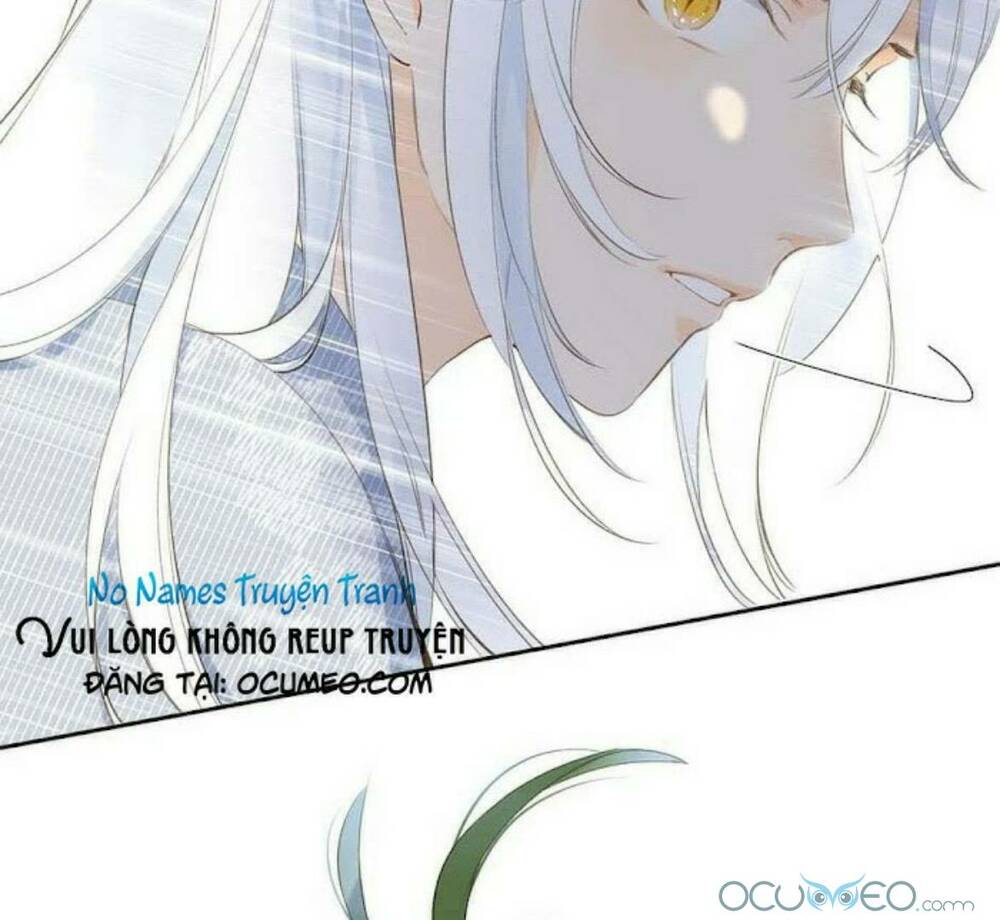 No Names Truyện Tranh
VUI LÒNG KHÔNG REUP TRUYỆN
ĐĂNG TẠI: OCUMEO.COM
OCUMEO.com